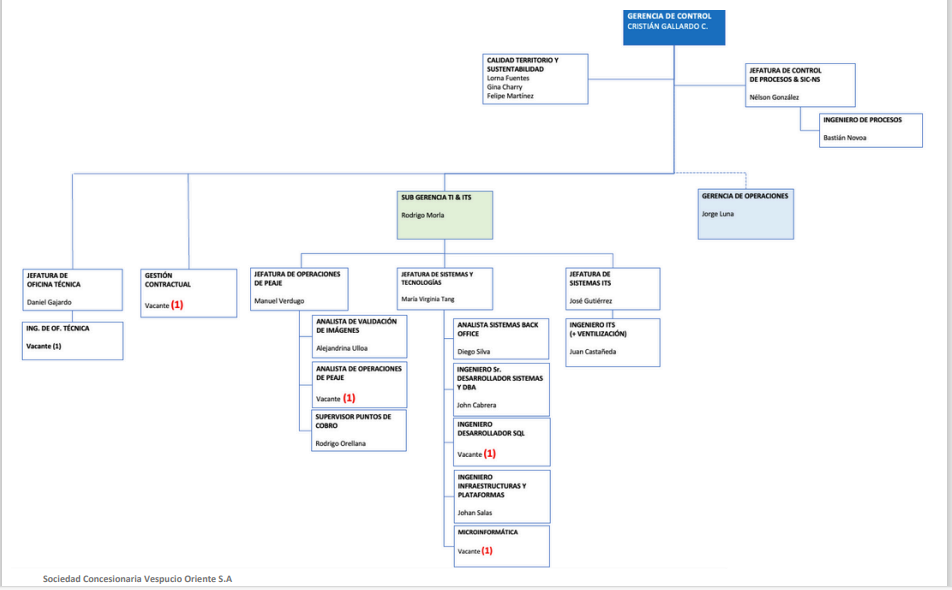 GERENCIA DE CONTROL
CRISTIÁN GALLARDO C.
CALIDAD TERRITORIO Y
SUSTENTABILIDAD
Lorna Fuentes
Gina Charry
Felipe Martínez
JEFATURA DE CONTROL
DE PROCESOS & SIC-NS
Nélson González
INGENIERO DE PROCESOS
Bastián Novoa
SUB GERENCIA TI & ITS
Rodrigo Morla
GERENCIA DE OPERACIONES
Jorge Luna
JEFATURA DE
OFICINA TÉCNICA
Daniel Gajardo
ING. DE OF. TÉCNICA
Vacante (1)
GESTIÓN
CONTRACTUAL
Vacante (1)
JEFATURA DE OPERACIONES
DE PEAJE
Manuel Verdugo
ANALISTA DE VALIDACIÓN
DE IMÁGENES
Alejandrina Ulloa
ANALISTA DE OPERACIONES
DE PEAJE
Vacante (1)
SUPERVISOR PUNTOS DE
COBRO
Rodrigo Orellana
JEFATURA DE SISTEMAS Y
TECNOLOGÍAS
María Virginia Tang
ANALISTA SISTEMAS BACK
OFFICE
Diego Silva
INGENIERO Sr.
DESARROLLADOR SISTEMAS
Y DBA
John Cabrera
INGENIERO
DESARROLLADOR SQL
Vacante (1)
INGENIERO
INFRAESTRUCTURAS Y
PLATAFORMAS
Johan Salas
MICROINFORMÁTICA
Vacante (1)
JEFATURA DE
SISTEMAS ITS
José Gutiérrez
INGENIERO ITS
(+ VENTILIZACIÓN)
Juan Castañeda
Sociedad Concesionaria Vespucio Oriente S.A